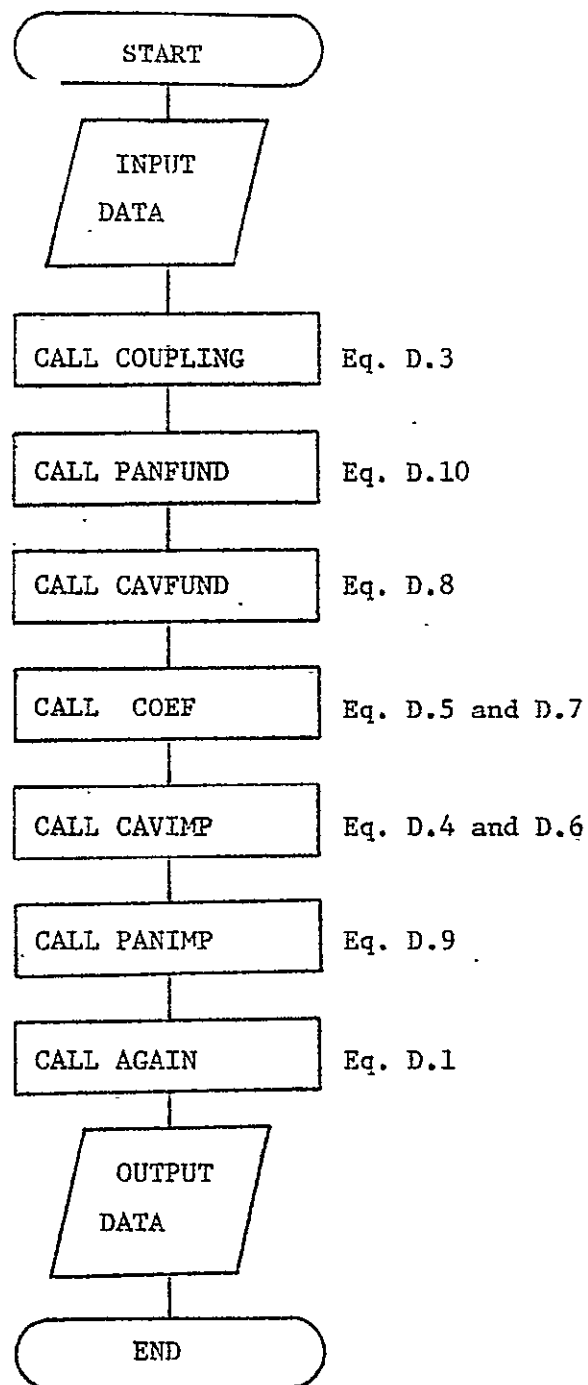 START
INPUT
DATA
CALL COUPLING Eq. D.3
CALL PANFUND Eq. D.10
CALL CAVFUND Eq. D.8
CALL COEF Eq. D.5 and D.7
CALL CAVIMP Eq. D.4 and D.6
CALL PANIMP Eq. D.9
CALL AGAIN Eq. D.1
OUTPUT
DATA
END